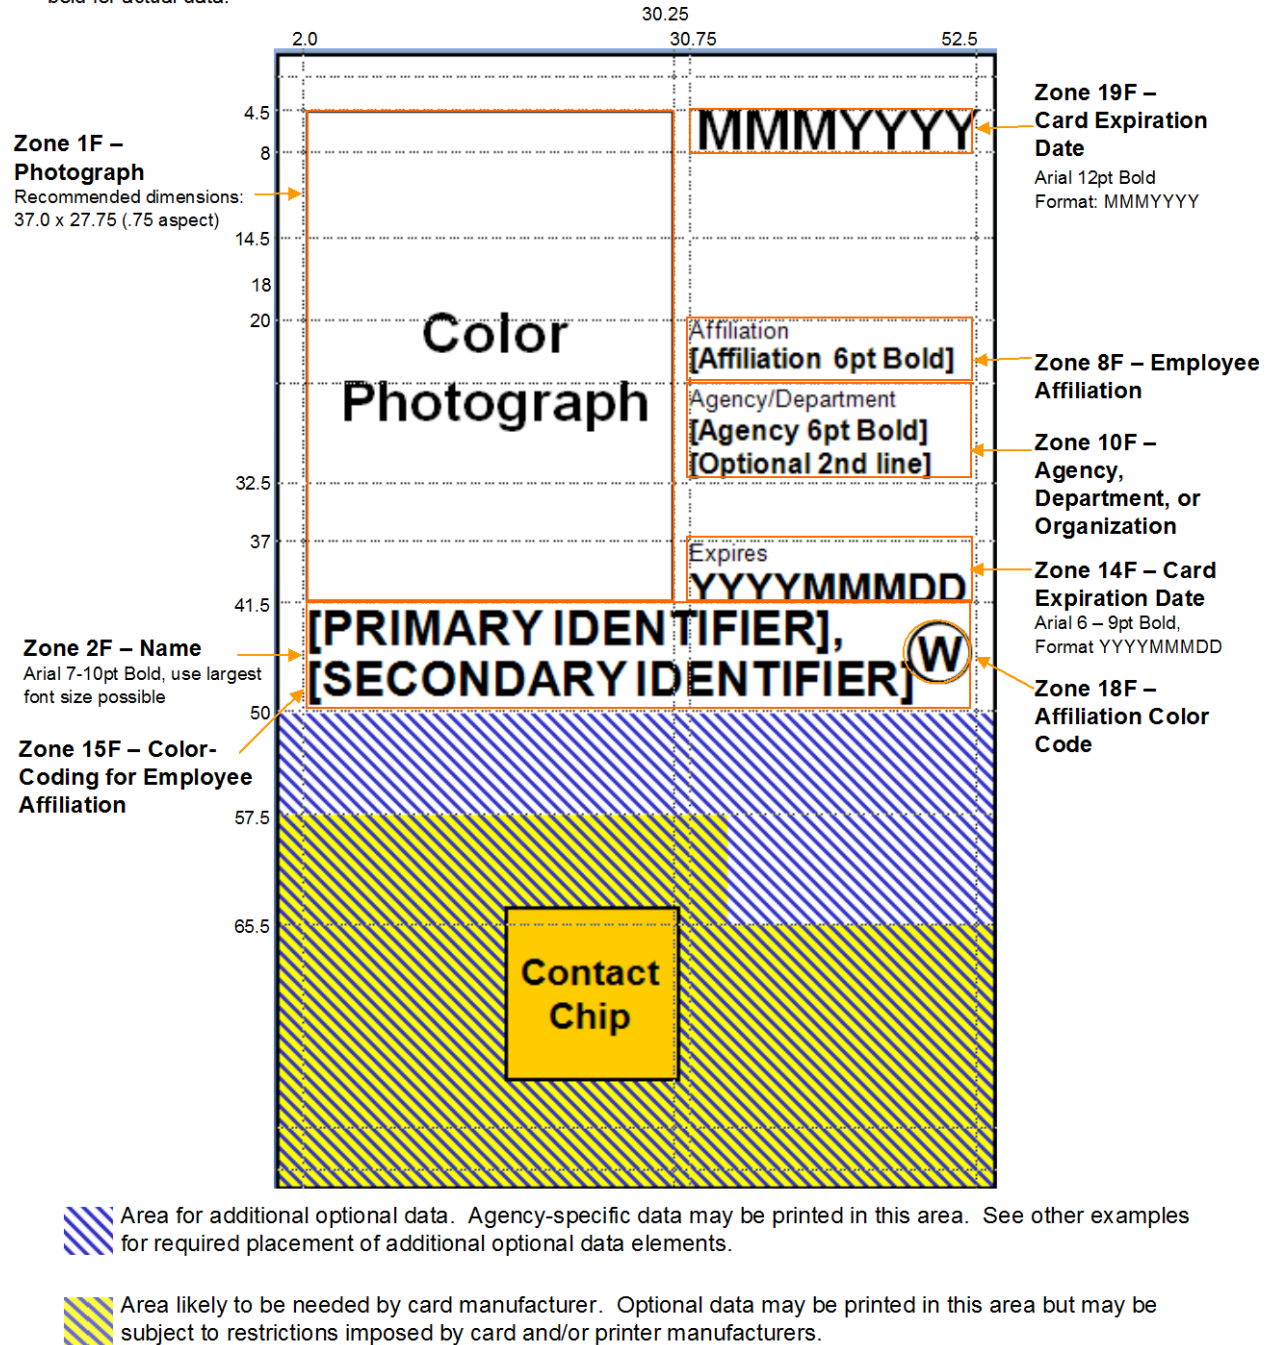 bold for actual data.
30.25
2.0
30.75
52.5
4.5
8
14.5
18
20
32.5
37
41.5
50
57.5
65.5
Zone 1F –
Photograph
Recommended dimensions:
37.0 x 27.75 (.75 aspect)
Zone 2F – Name
Arial 7-10pt Bold, use largest
font size possible
Zone 15F – Color-
Coding for Employee
Affiliation
Color
Photograph
MMMYYYY
Affiliation
[Affiliation 6pt Bold]
Agency/Department
[Agency 6pt Bold]
[Optional 2nd line]
Expires
YYYYMMMDD
[PRIMARY IDENTIFIER],
[SECONDARY IDENTIFIER]
W
Contact
Chip
Zone 19F –
Card Expiration
Date
Arial 12pt Bold
Format: MMMYYYY
Zone 8F – Employee
Affiliation
Zone 10F –
Agency,
Department, or
Organization
Zone 14F – Card
Expiration Date
Arial 6 – 9pt Bold,
Format YYYYMMMDD
Zone 18F –
Affiliation Color
Code
Area for additional optional data. Agency-specific data may be printed in this area. See other examples
for required placement of additional optional data elements.
Area likely to be needed by card manufacturer. Optional data may be printed in this area but may be
subject to restrictions imposed by card and/or printer manufacturers.